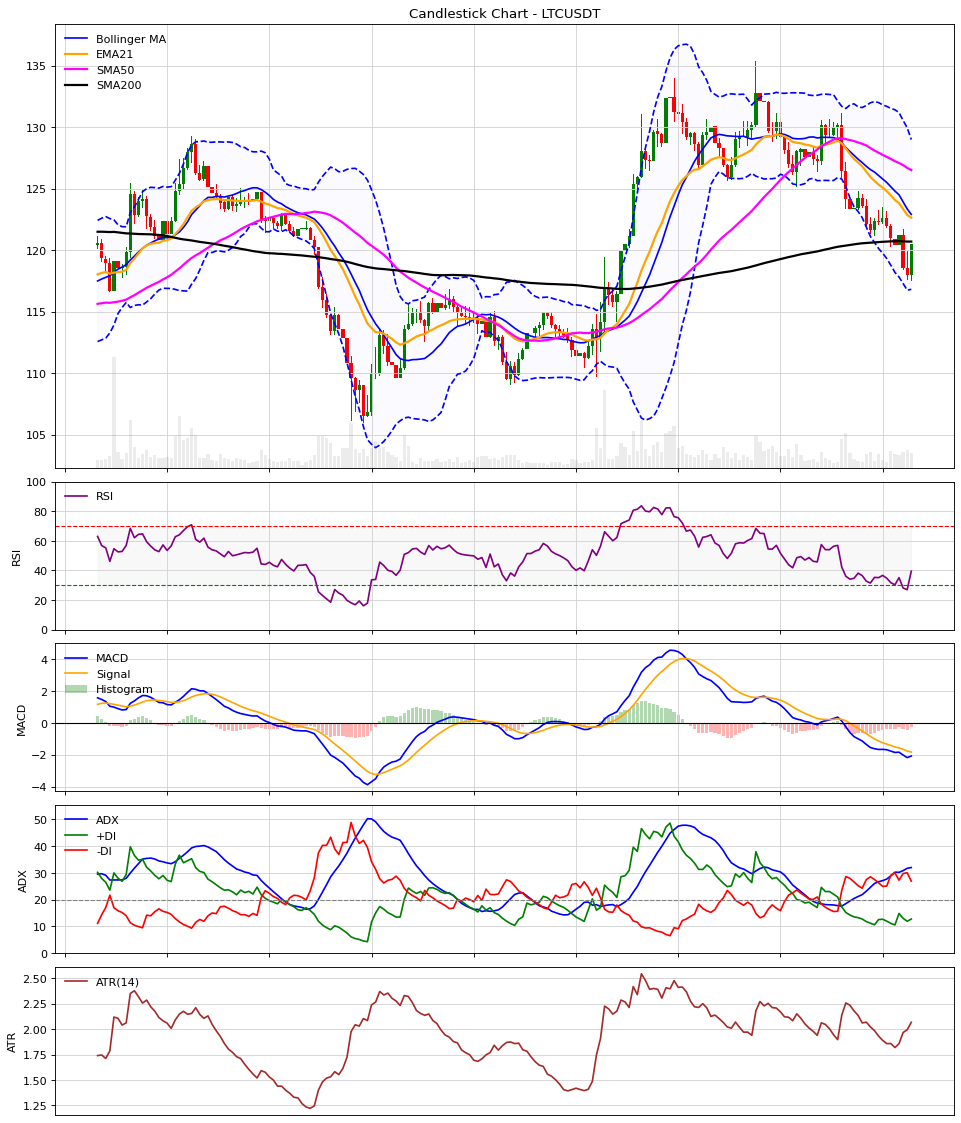 Candlestick Chart - LTCUSDT
Bollinger MA
EMA21
SMA50
SMA200
135
130
125
120
115
110
105
RSI
100
80
60
40
20
0
RSI
MACD
Signal
Histogram
4
2
0
−2
−4
MACD
ADX
+DI
-DI
50
40
30
20
10
0
ADX
ATR(14)
2.50
2.25
2.00
1.75
1.50
1.25
ATR